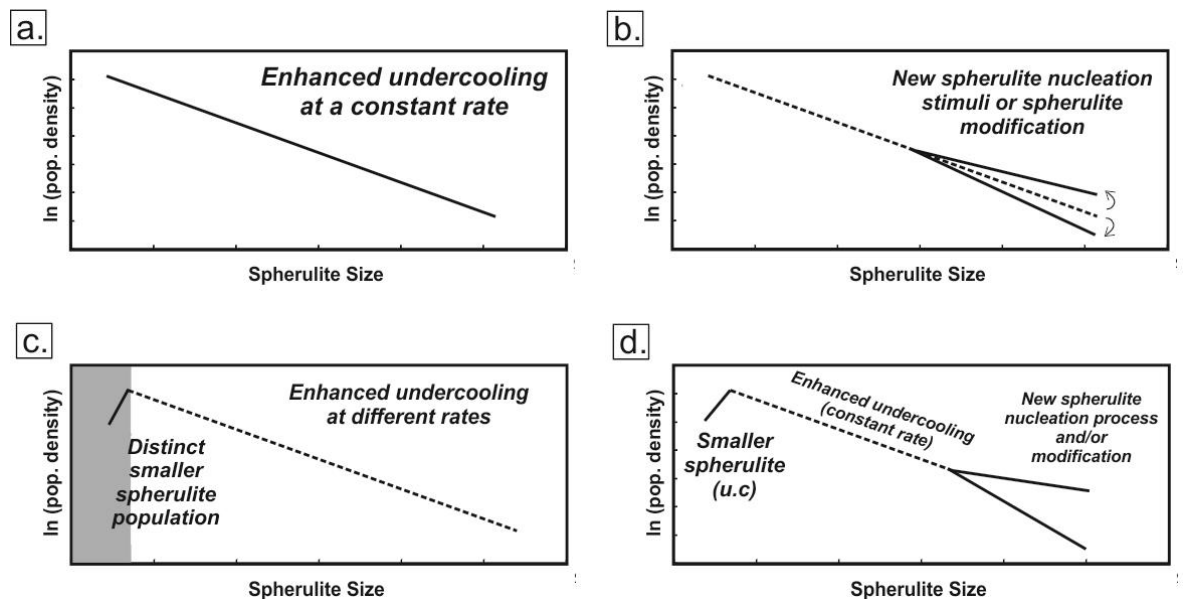 a.
Enhanced undercooling
at a constant rate
ln (pop. density)
Spherulite Size
b.
New spherulite nucleation
stimuli or spherulite
modification
ln (pop. density)
Spherulite Size
c.
Enhanced undercooling
at different rates
Distinct
smaller
spherulite
population
ln (pop. density)
Spherulite Size
d.
Enhanced undercooling
(constant rate)
New spherulite
nucleation process
and/or
modification
Smaller
spherulite
(u.c)
ln (pop. density)
Spherulite Size